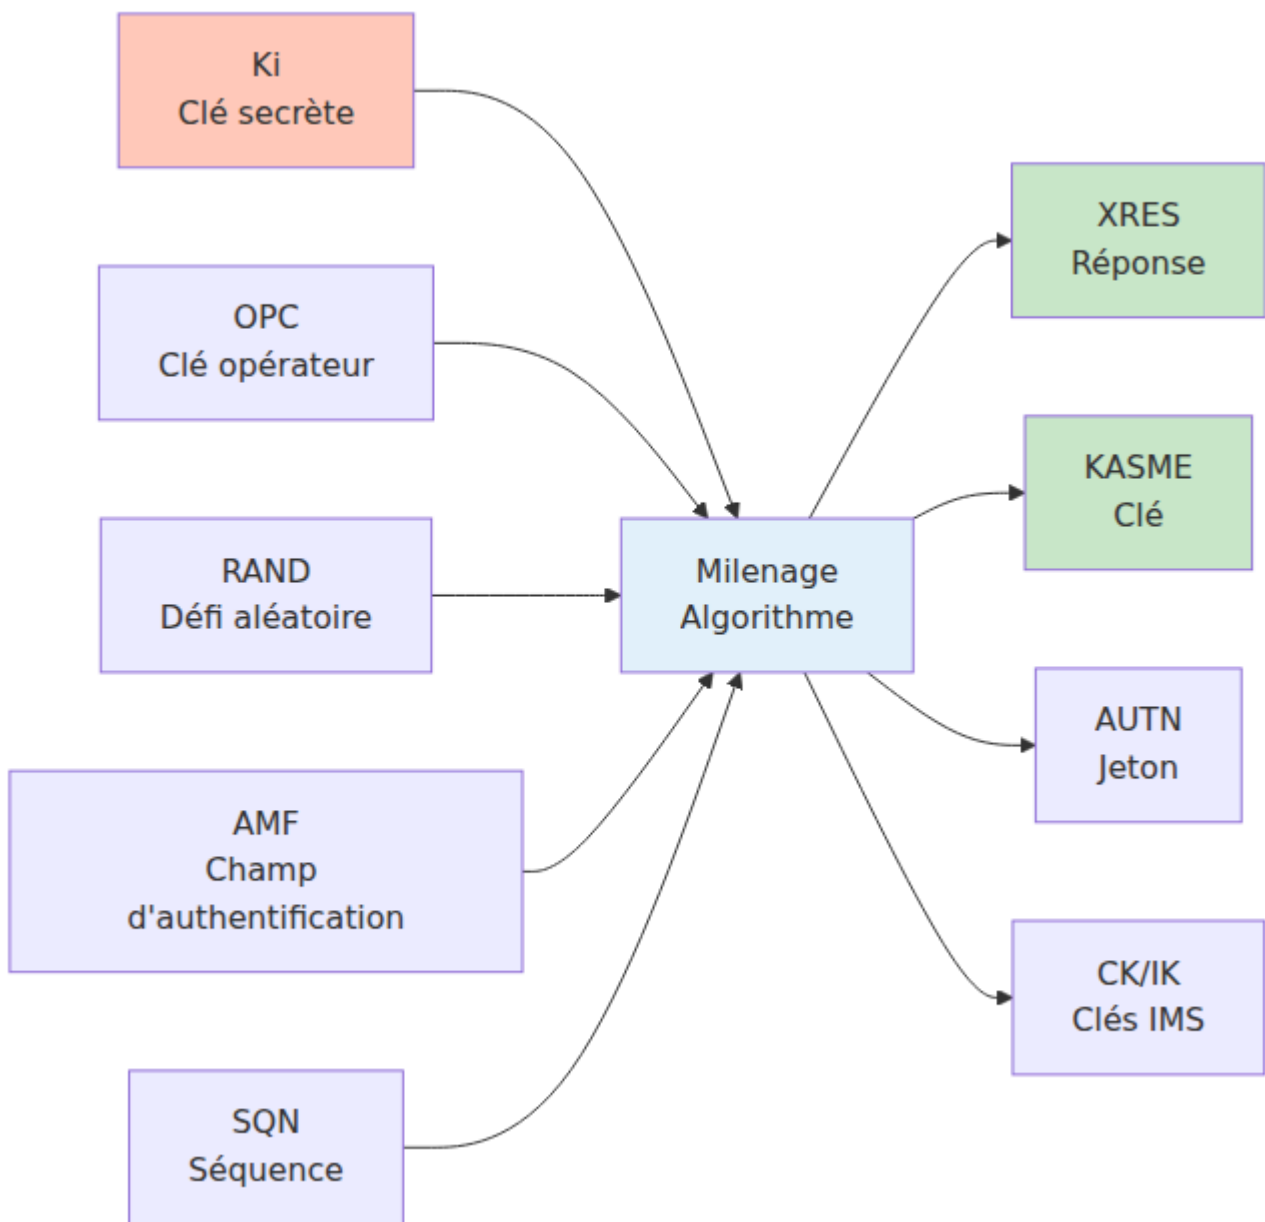 Ki
Clé secrète
OPC
Clé opérateur
RAND
Défi aléatoire
AMF
Champ
d'authentification
SQN
Séquence
Milenage
Algorithme
XRES
Réponse
KASME
Clé
AUTN
Jeton
CK/IK
Clés IMS